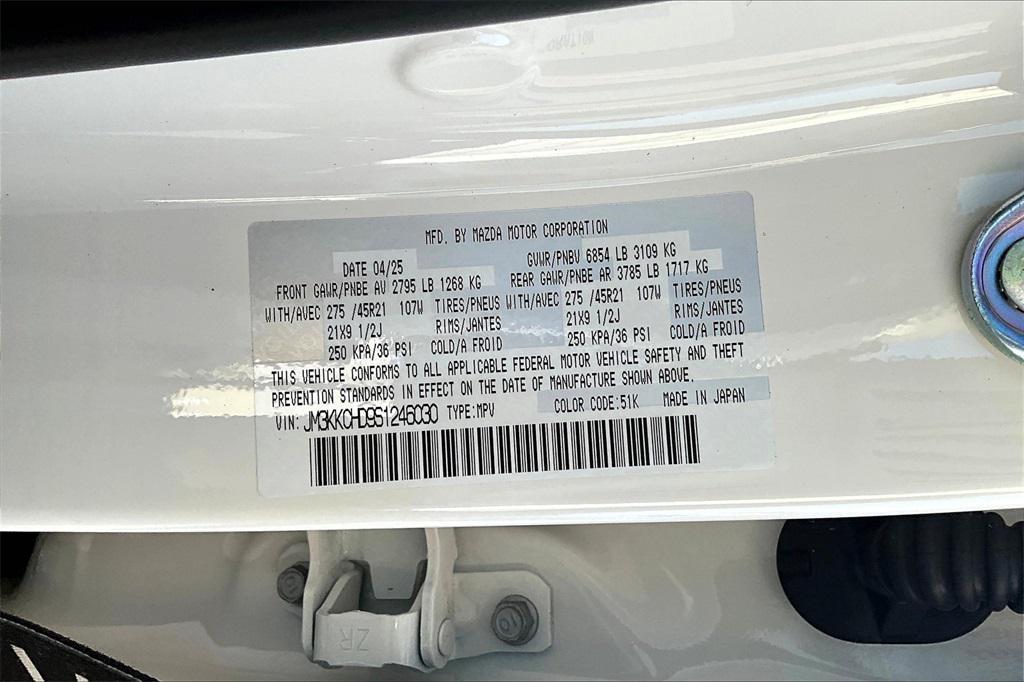 MFD. BY MAZDA MOTOR CORPORATION
DATE 04/25 GVWR/PNBV 6854 LB 3109 KG
FRONT GAWR/PNBE AV 2795 LB 1268 KG REAR GAWR/PNBE AR 3785 LB 1717 KG
WITH/AVEC 275 /45R21 107W TIRES/PNEUS WITH/AVEC 275 /45R21 107W TIRES/PNEUS
21X9 1/2J RIMS/JANTES 21X9 1/2J RIMS/JANTES
250 KPA/36 PSI COLD/A FROID 250 KPA/36 PSI COLD/A FROID
THIS VEHICLE CONFORMS TO ALL APPLICABLE FEDERAL MOTOR VEHICLE SAFETY AND THEFT
PREVENTION STANDARDS IN EFFECT ON THE DATE OF MANUFACTURE SHOWN ABOVE.
VIN: JM3KKCHD9S1246030 TYPE:MPV COLOR CODE:51K MADE IN JAPAN
ZR